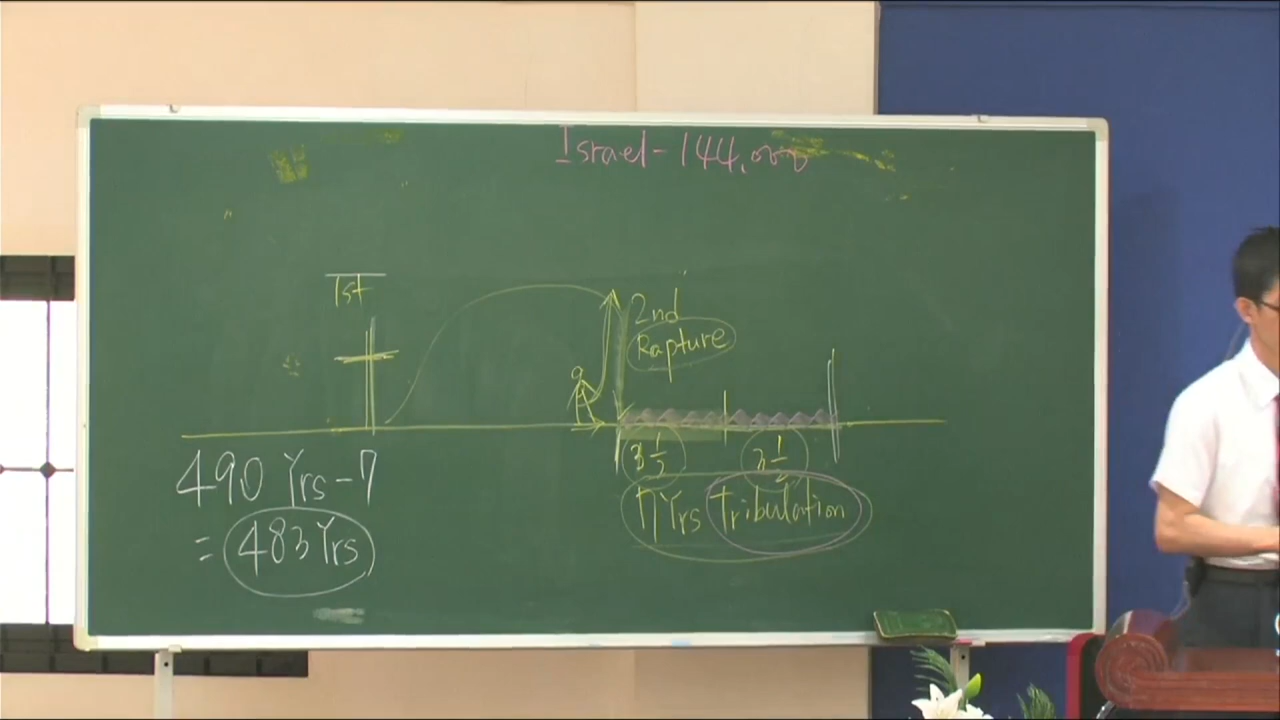 Israel - 144,000
1st
2nd
Rapture
3 1/2
3 1/2
7 Yrs Tribulation
490 Yrs - 7
= 483 Yrs